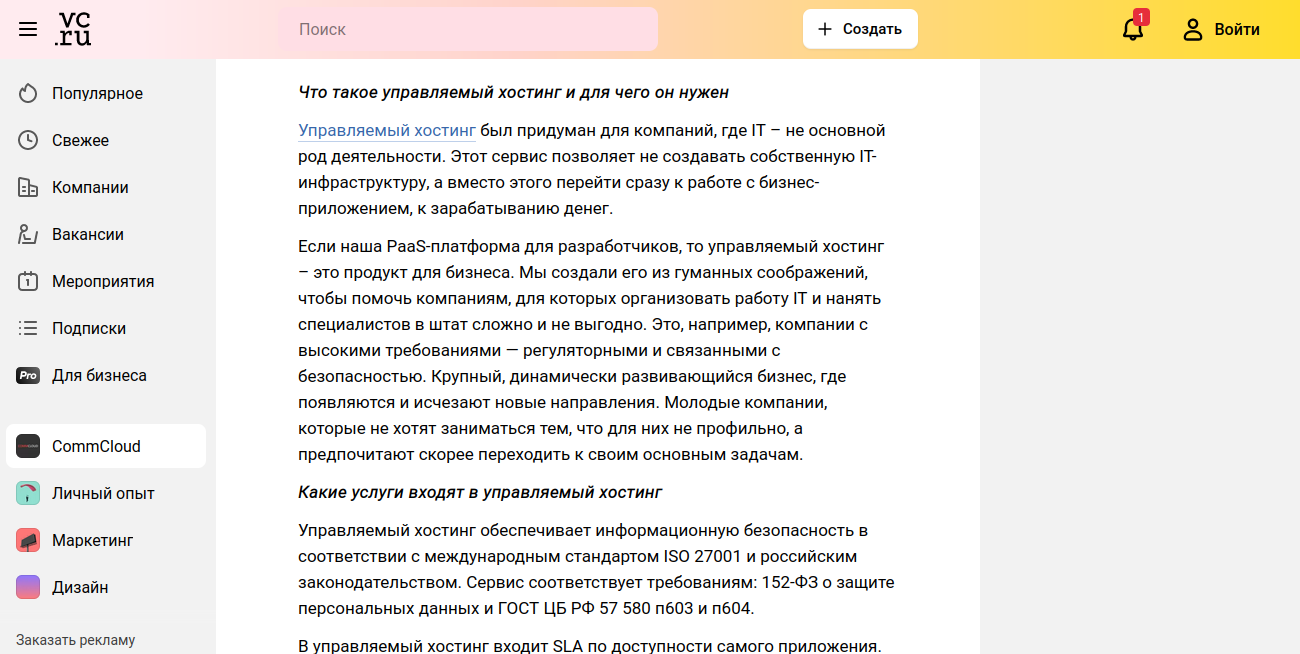 vc.ru
Поиск
Создать
1
Войти
Популярное
Свежее
Компании
Вакансии
1
Мероприятия
Подписки
Pro
Для бизнеса
CommCloud
Личный опыт
Маркетинг
Дизайн
Заказать рекламу
Что такое управляемый хостинг и для чего он нужен
Управляемый хостинг был придуман для компаний, где IT – не основной
род деятельности. Этот сервис позволяет не создавать собственную IT-
инфраструктуру, а вместо этого перейти сразу к работе с бизнес-
приложением, к зарабатыванию денег.
Если наша PaaS-платформа для разработчиков, то управляемый хостинг
– это продукт для бизнеса. Мы создали его из гуманных соображений,
чтобы помочь компаниям, для которых организовать работу IT и нанять
специалистов в штат сложно и не выгодно. Это, например, компании с
высокими требованиями — регуляторными и связанными с
безопасностью. Крупный, динамически развивающийся бизнес, где
появляются и исчезают новые направления. Молодые компании,
которые не хотят заниматься тем, что для них не профильно, а
предпочитают скорее переходить к своим основным задачам.
Какие услуги входят в управляемый хостинг
Управляемый хостинг обеспечивает информационную безопасность в
соответствии с международным стандартом ISO 27001 и российским
законодательством. Сервис соответствует требованиям: 152-ФЗ о защите
персональных данных и ГОСТ ЦБ РФ 57 580 п603 и п604.
В управляемый хостинг входит SLA по доступности самого приложения.